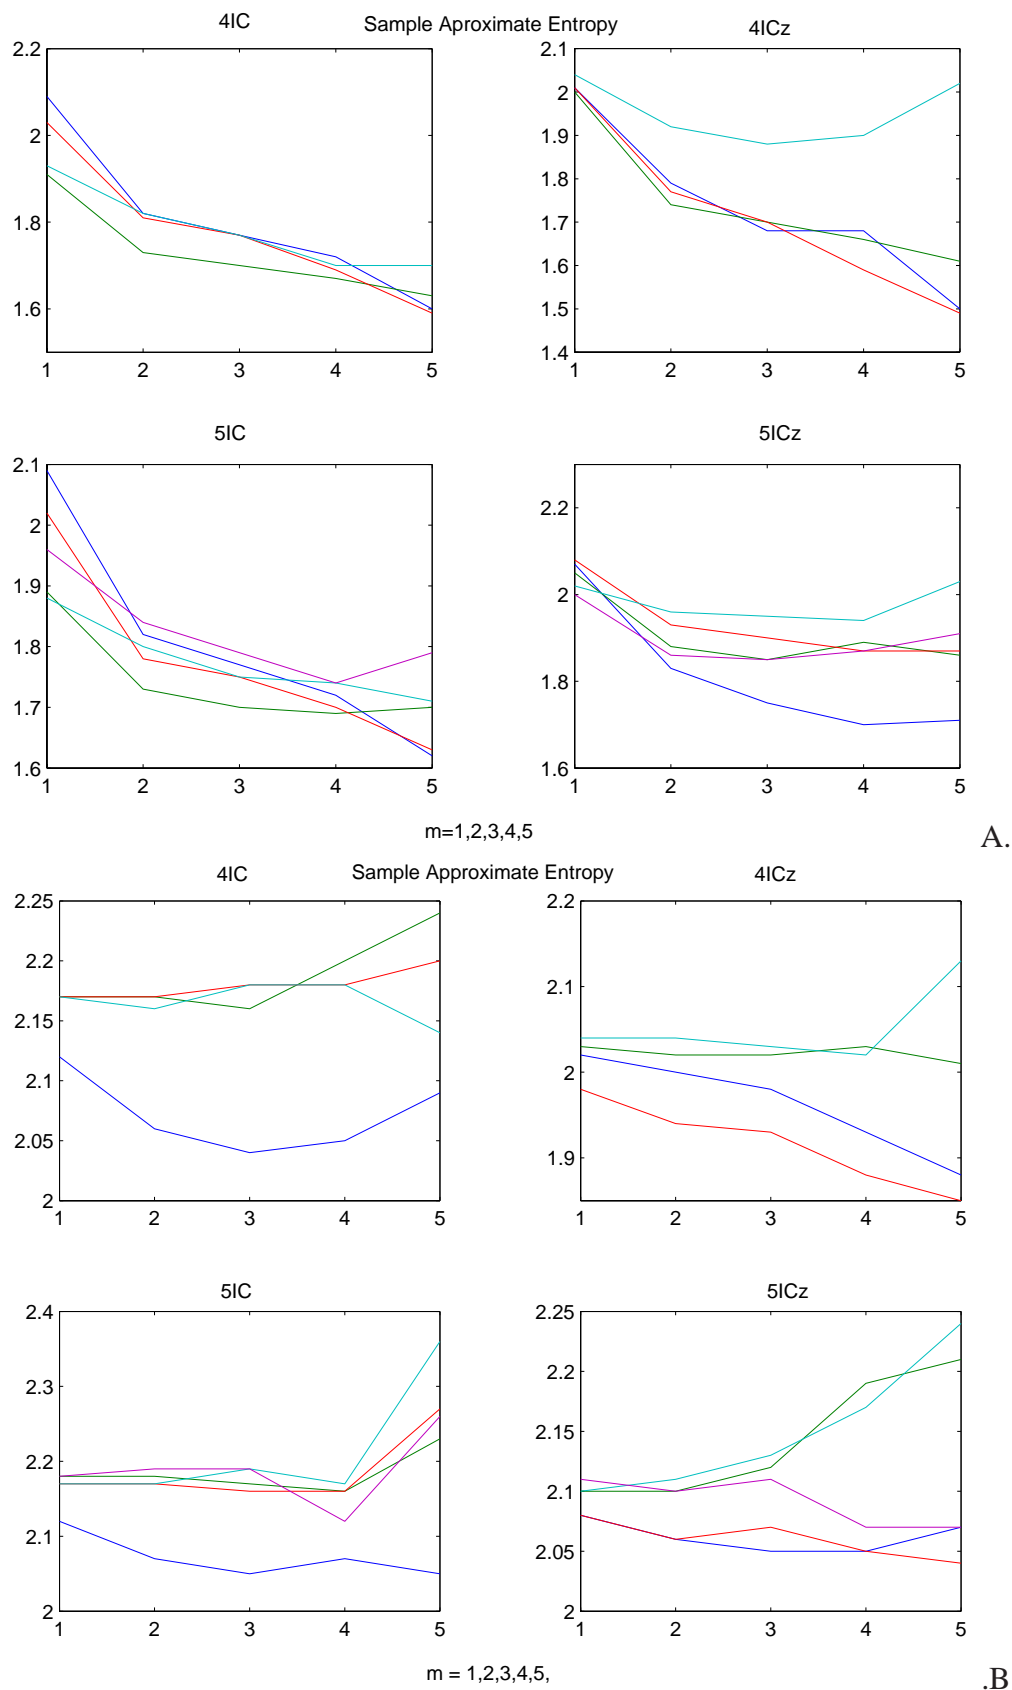 4IC Sample Aproximate Entropy 4ICz
2.2
2
1.8
1.6
1 2 3 4 5
2.1
2
1.9
1.8
1.7
1.6
1.5
1.4
1 2 3 4 5
5IC 5ICz
2.1
2
1.9
1.8
1.7
1.6
1 2 3 4 5
2.2
2
1.8
1.6
1 2 3 4 5
m=1,2,3,4,5
A.
4IC Sample Approximate Entropy 4ICz
2.25
2.2
2.15
2.1
2.05
2
1 2 3 4 5
2.2
2.1
2
1.9
1 2 3 4 5
5IC 5ICz
2.4
2.3
2.2
2.1
2
1 2 3 4 5
2.25
2.2
2.15
2.1
2.05
2
1 2 3 4 5
m = 1,2,3,4,5,
.B